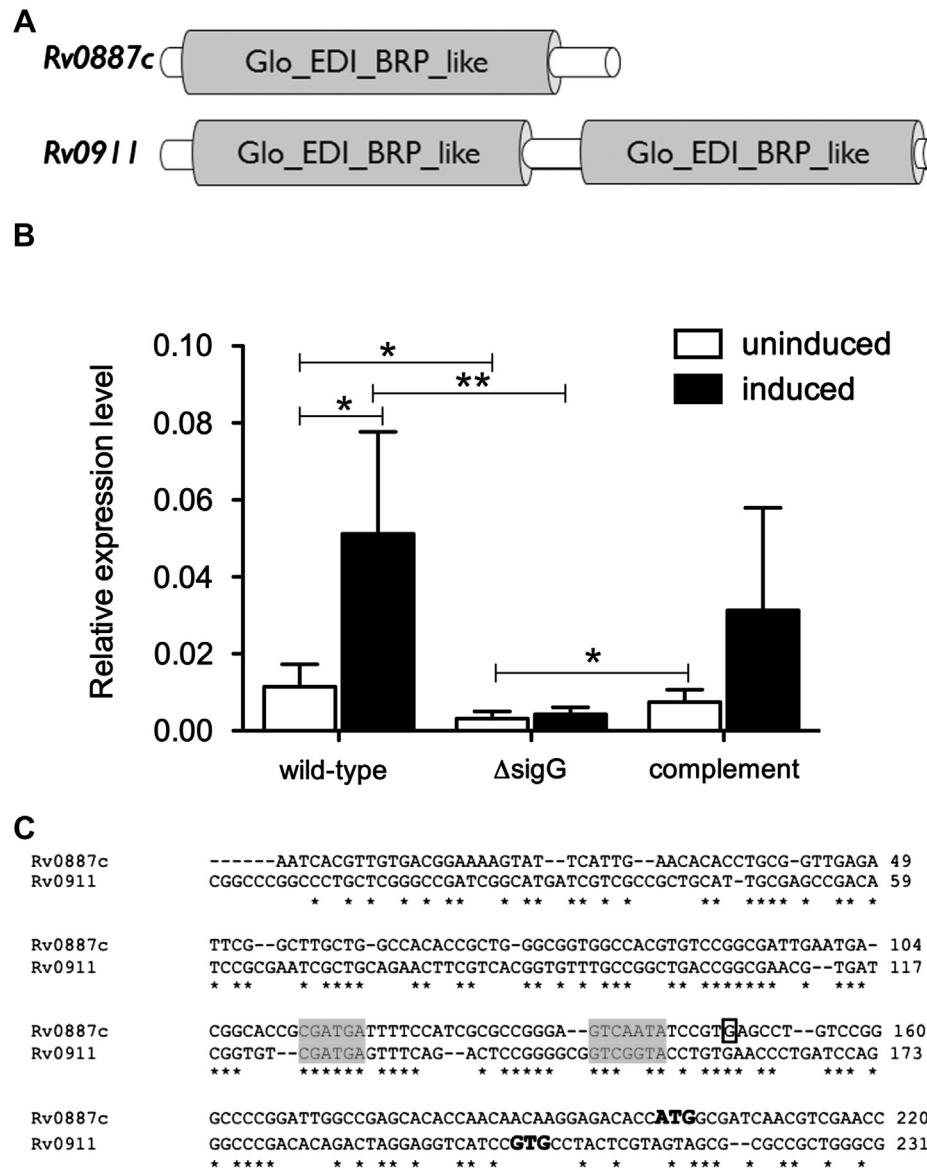 A
Rv0887c Glo_EDI_BRP_like
Rv0911 Glo_EDI_BRP_like Glo_EDI_BRP_like
B
Relative expression level
0.10
0.08
0.06
0.04
0.02
0.00
uninduced
induced
*
**
*
*
wild-type ΔsigG complement
C
Rv0887c ------AATCACGTTGTGACGGAAAAGTAT--TCATTG--AACACACCTGCG-GTTGAGA 49
Rv0911 CGGCCCGGCCCTGCTCGGGCCGATCGGCATGATCGTCGCCGCTGCAT-TGCGAGCCGACA 59
* * * * * ** * ** ** * * ** **** ** * *
Rv0887c TTCG--GCTTGCTG-GCCACACCGCTG-GGCGGTGGCCACGTGTCCGGCGATTGAATGA- 104
Rv0911 TCCGCGAATCGCTGCAGAACTTCGTCACGGTGTTTGCCGGCTGACCGGCGAACG--TGAT 117
* ** * **** ** ** ** * * *** ** ******* * ***
Rv0887c CGGCACCGCGATGATTTTCCATCGCGCCGGGA--GTCAATATCCGTGAGCCT-GTCCGG 160
Rv0911 CGGTGT--CGATGAGTTTCAG--ACTCCGGGGCGGTCGGTACCTGTGAACCCTGATCCAG 173
*** ****** **** * ***** *** ** * **** ** * *
Rv0887c GCCCCGGATTGGCCGAGCACACCAACAACAAGGAGACACCATGGCGATCAACGTCGAACC 220
Rv0911 GGCCCGACACAGACTAGGAGGTCATCCGTGCCTACTCGTAGTAGCG--CGCCGCTGGGCG 231
* **** * * ** * ** * * * * *** * ** * *